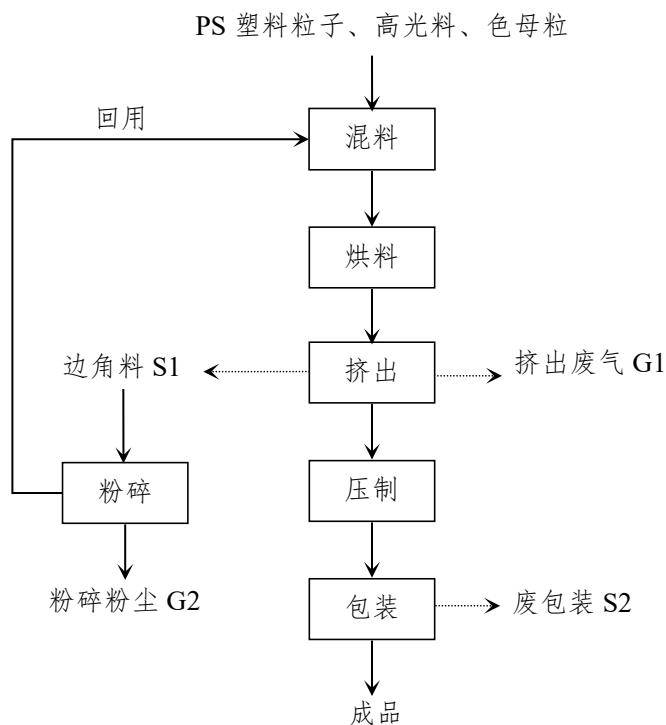 PS 塑料粒子、高光料、色母粒
回用
混料
烘料
边角料 S1
挤出
挤出废气 G1
粉碎
压制
粉碎粉尘 G2
包装
废包装 S2
成品